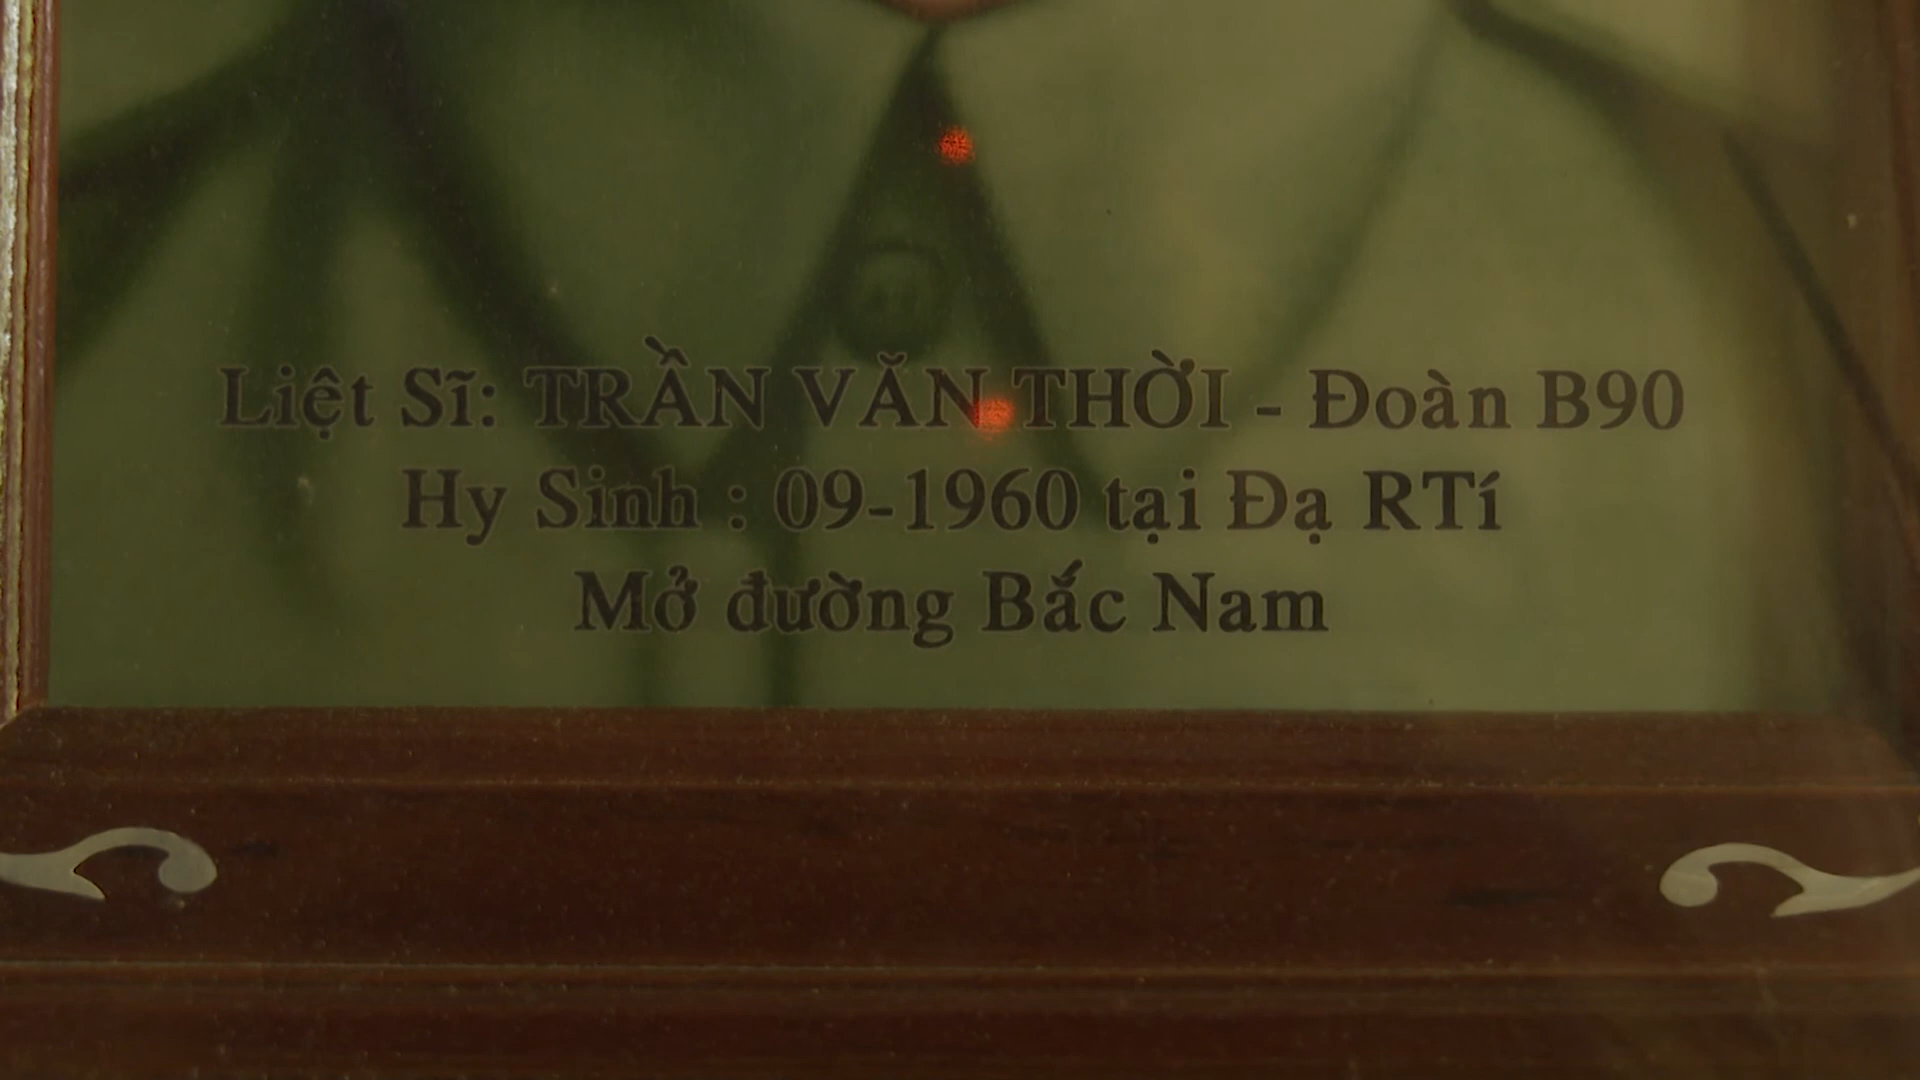 Liệt Sĩ: TRẦN VĂN THỜI - Đoàn B90
Hy Sinh : 09-1960 tại Đạ RTí
Mở đường Bắc Nam